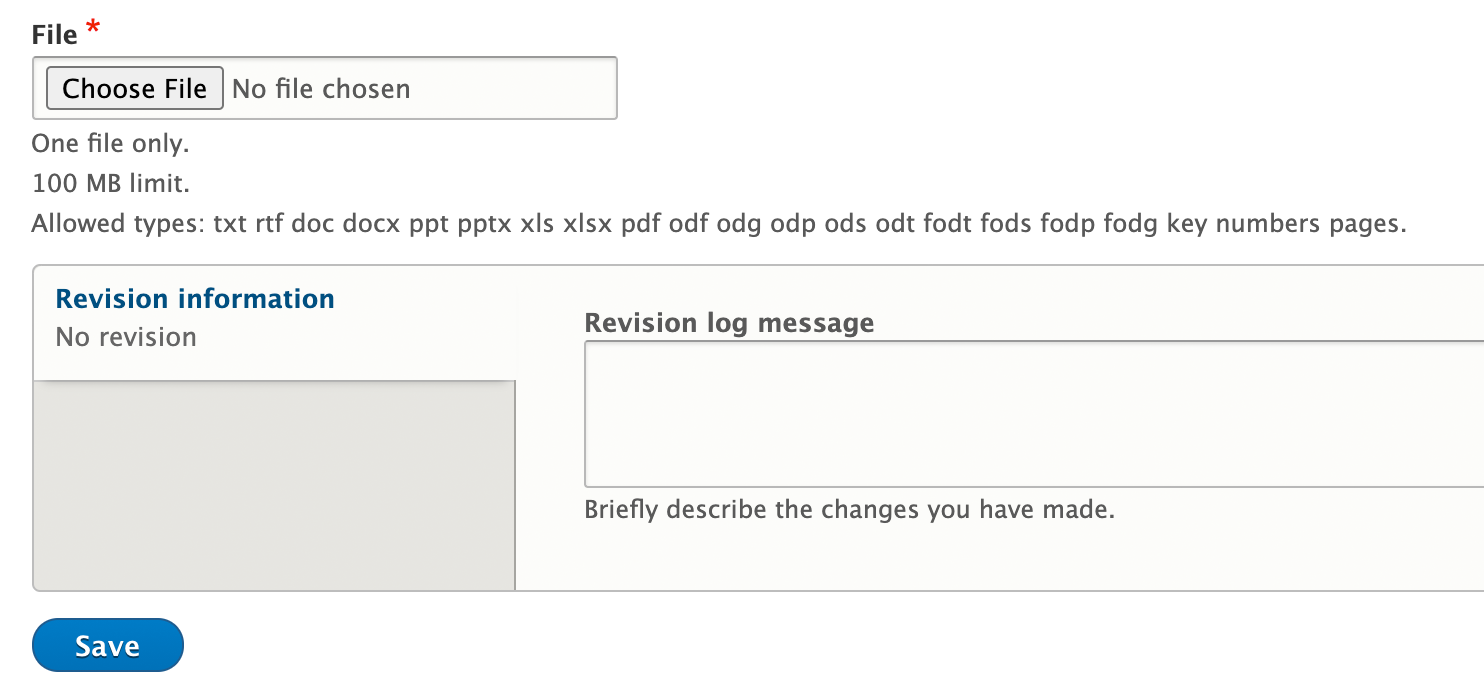 File *
Choose File No file chosen
One file only.
100 MB limit.
Allowed types: txt rtf doc docx ppt pptx xls xlsx pdf odf odg odp ods odt fodt fods fodp fodg key numbers pages.
Revision information
No revision
Revision log message
Briefly describe the changes you have made.
Save